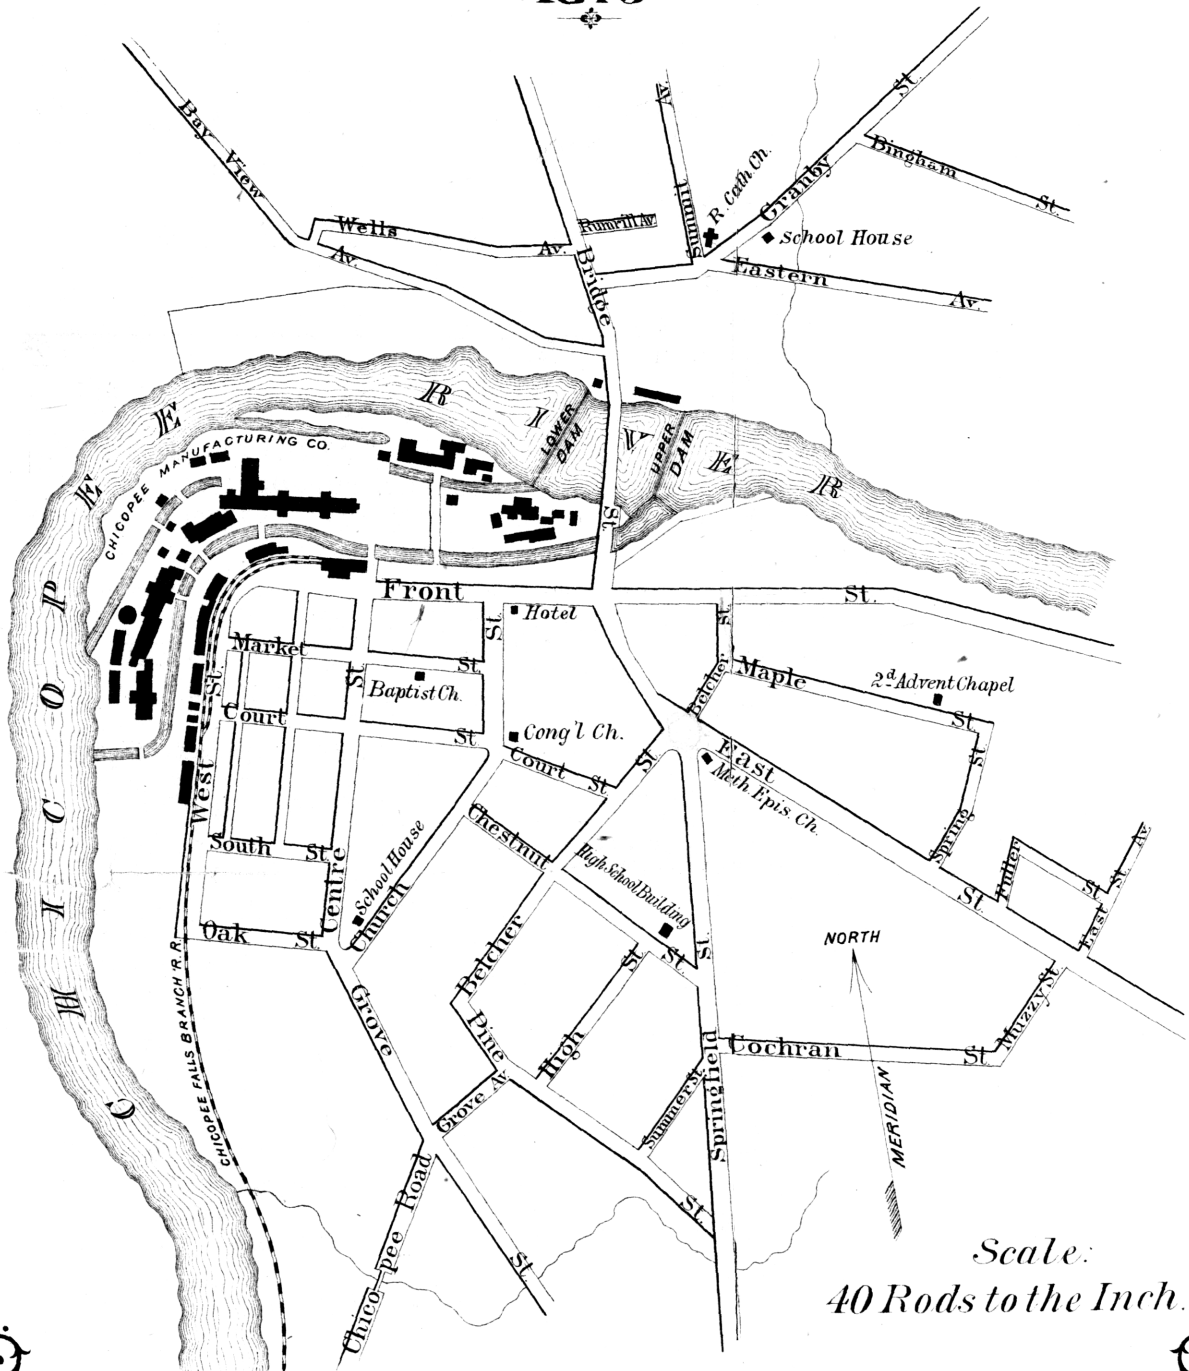 Bay View
Av.
Wells
Av.
Rumrill Av.
Bridge
St.
Summit
Av.
R. Cath. Ch.
Granby
St.
Bingham
St.
School House
Eastern
Av.
CHICOPEE RIVER
LOWER DAM
UPPER DAM
CHICOPEE MANUFACTURING CO.
Front
St.
Hotel
St.
Market
St
Baptist Ch.
St
St.
Court
St
Cong'l Ch.
Court St
St.
Belcher
St.
Maple
St.
2d Advent Chapel
East
St.
Meth. Epis. Ch.
Spring
St
Fuller
St.
East St. Av.
West
South
St.
Centre
School House
Church
Chestnut
St.
High School Building
Oak
St.
Belcher
Pine
St.
High
St
Grove
St.
Grove Av.
Summer St.
Springfield
St
Cochran
St
Muzzy St
Chicopee Road
CHICOPEE FALLS BRANCH R.R.
NORTH
MERIDIAN
Scale:
40 Rods to the Inch.